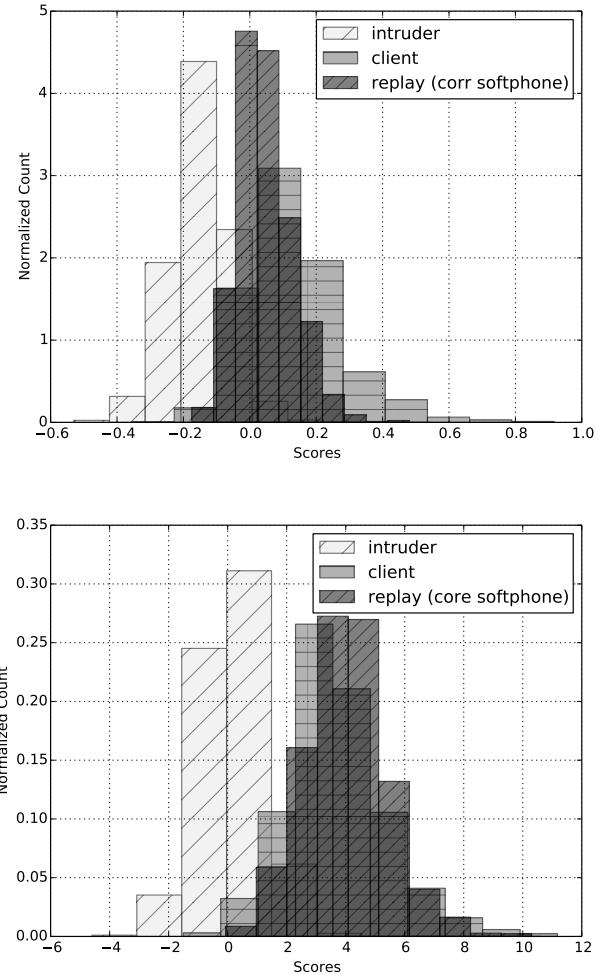 5
4
3
2
1
0
Normalized Count
intruder
client
replay (corr softphone)
−0.6 −0.4 −0.2 0.0 0.2 0.4 0.6 0.8 1.0
Scores
0.35
0.30
0.25
0.20
0.15
0.10
0.05
0.00
Normalized Count
intruder
client
replay (core softphone)
−6 −4 −2 0 2 4 6 8 10 12
Scores